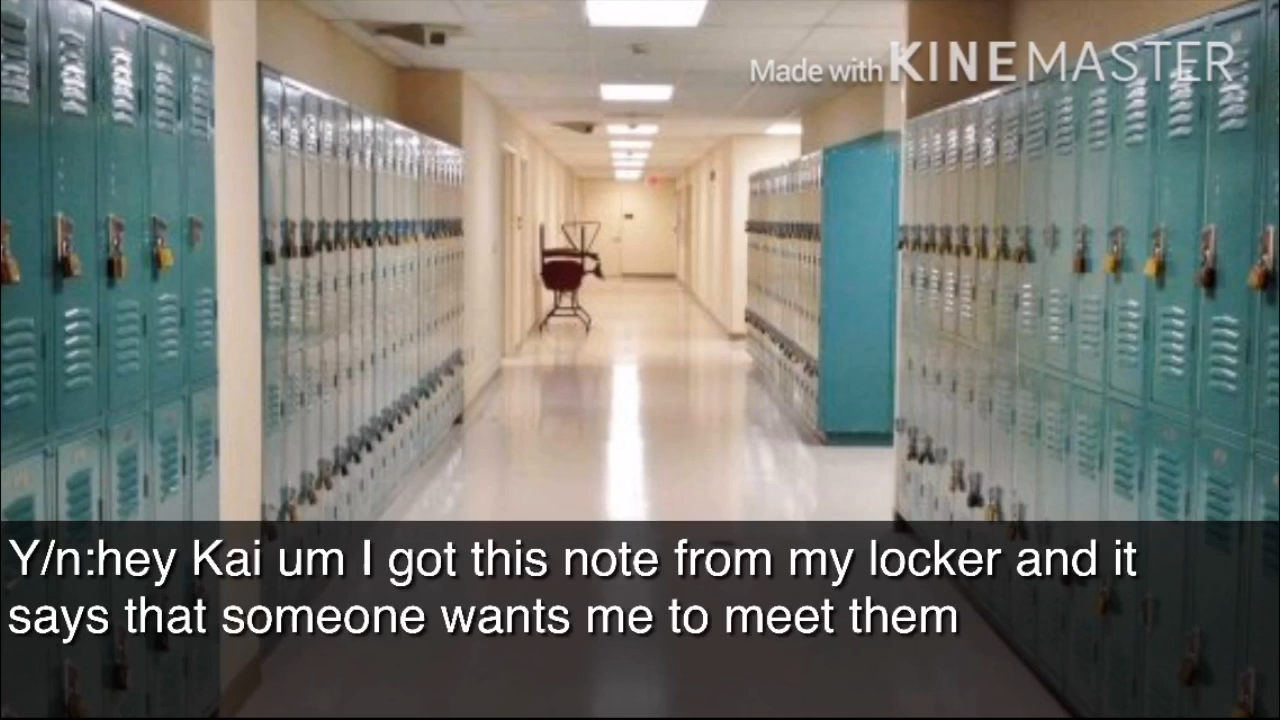 Made with KINEMASTER
Y/n:hey Kai um I got this note from my locker and it
says that someone wants me to meet them